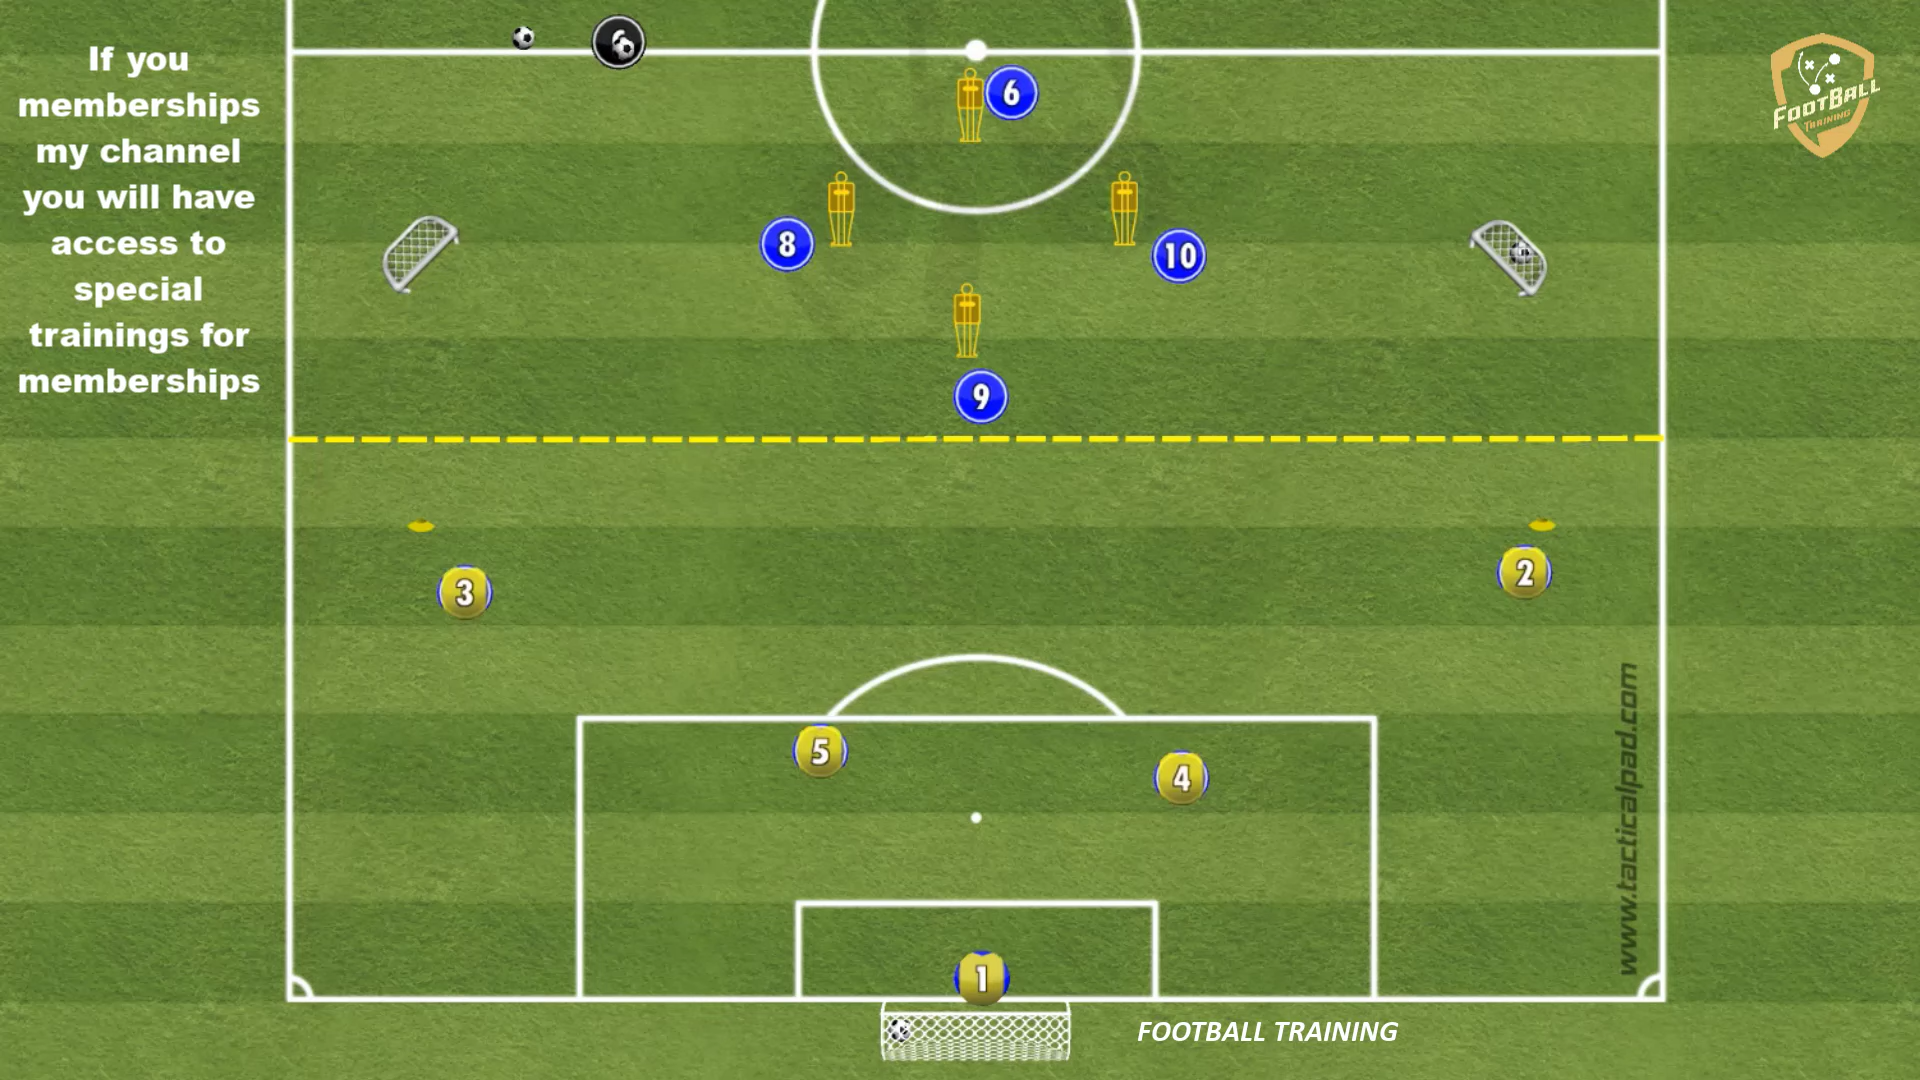 If you
memberships
my channel
you will have
access to
special
trainings for
memberships
6
6
FOOTBALL
TRAINING
8
10
9
3
2
5
4
1
www.tacticalpad.com
FOOTBALL TRAINING